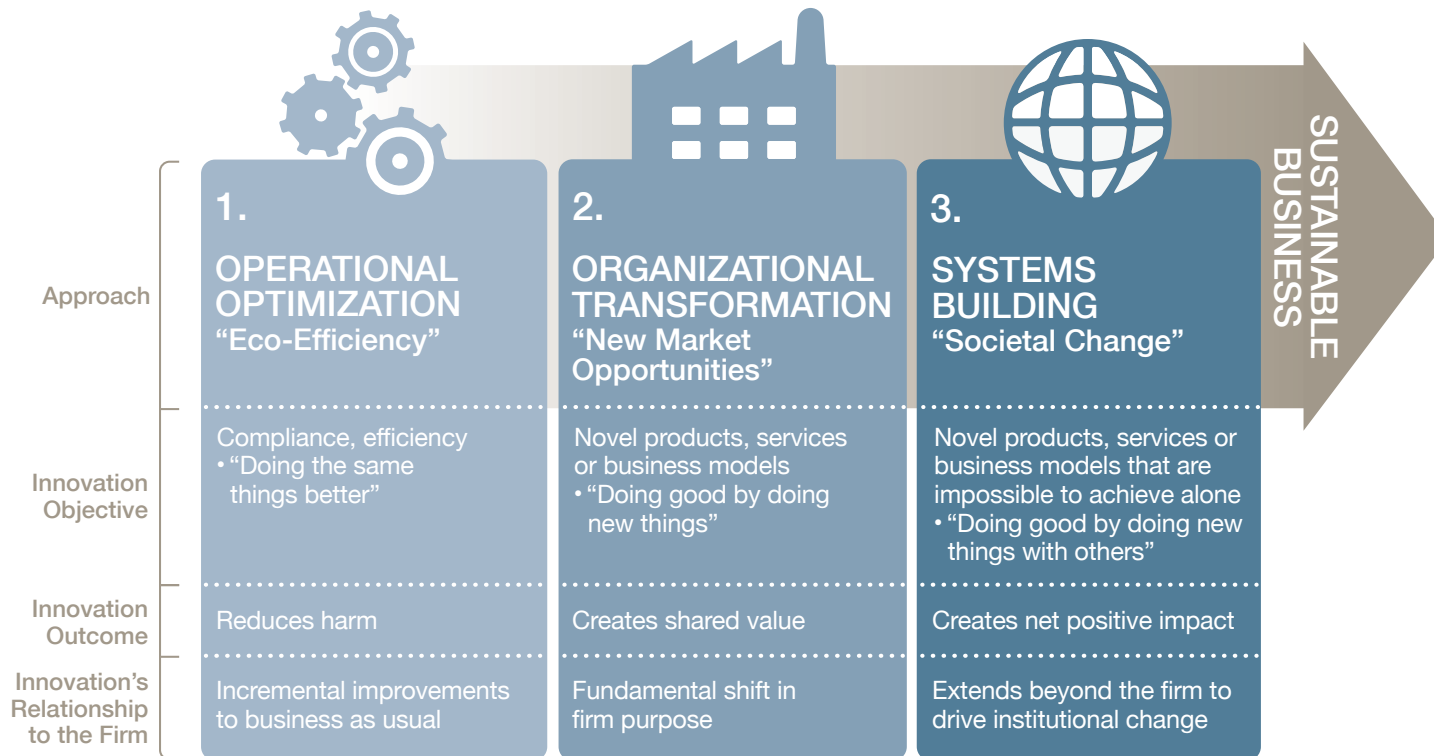 SUSTAINABLE
BUSINESS
Approach
1.
OPERATIONAL
OPTIMIZATION
“Eco-Efficiency”
2.
ORGANIZATIONAL
TRANSFORMATION
“New Market
Opportunities”
3.
SYSTEMS
BUILDING
“Societal Change”
Innovation
Objective
Compliance, efficiency
• “Doing the same
things better”
Novel products, services
or business models
• “Doing good by doing
new things”
Novel products, services or
business models that are
impossible to achieve alone
• “Doing good by doing new
things with others”
Innovation
Outcome
Reduces harm
Creates shared value
Creates net positive impact
Innovation’s
Relationship
to the Firm
Incremental improvements
to business as usual
Fundamental shift in
firm purpose
Extends beyond the firm to
drive institutional change